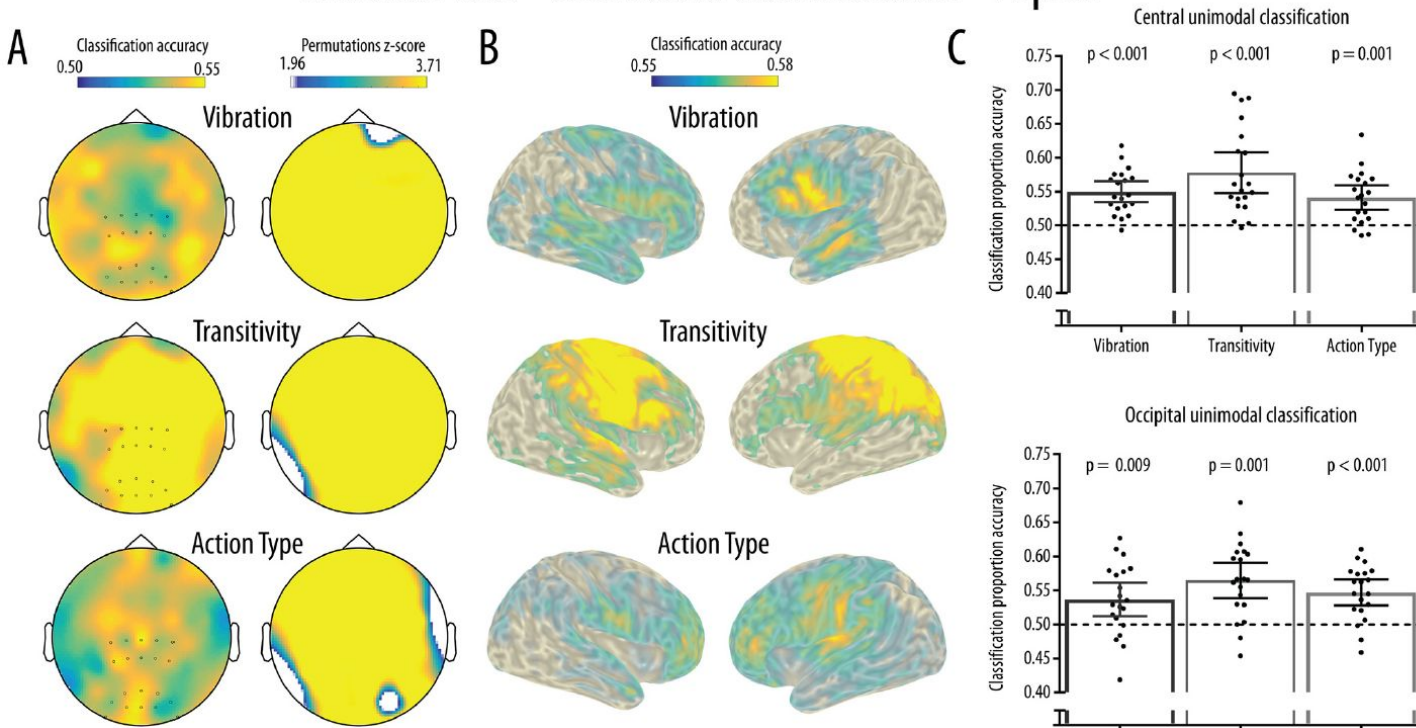 A
Classification accuracy
0.50 0.55
Permutations z-score
1.96 3.71
Vibration
Transitivity
Action Type
B
Classification accuracy
0.55 0.58
Vibration
Transitivity
Action Type
C
Central unimodal classification
p < 0.001 p < 0.001 p = 0.001
Classification proportion accuracy
0.75
0.70
0.65
0.60
0.55
0.50
0.45
0.40
Vibration Transitivity Action Type
Occipital uinimodal classification
p = 0.009 p = 0.001 p < 0.001
Classification proportion accuracy
0.75
0.70
0.65
0.60
0.55
0.50
0.45
0.40